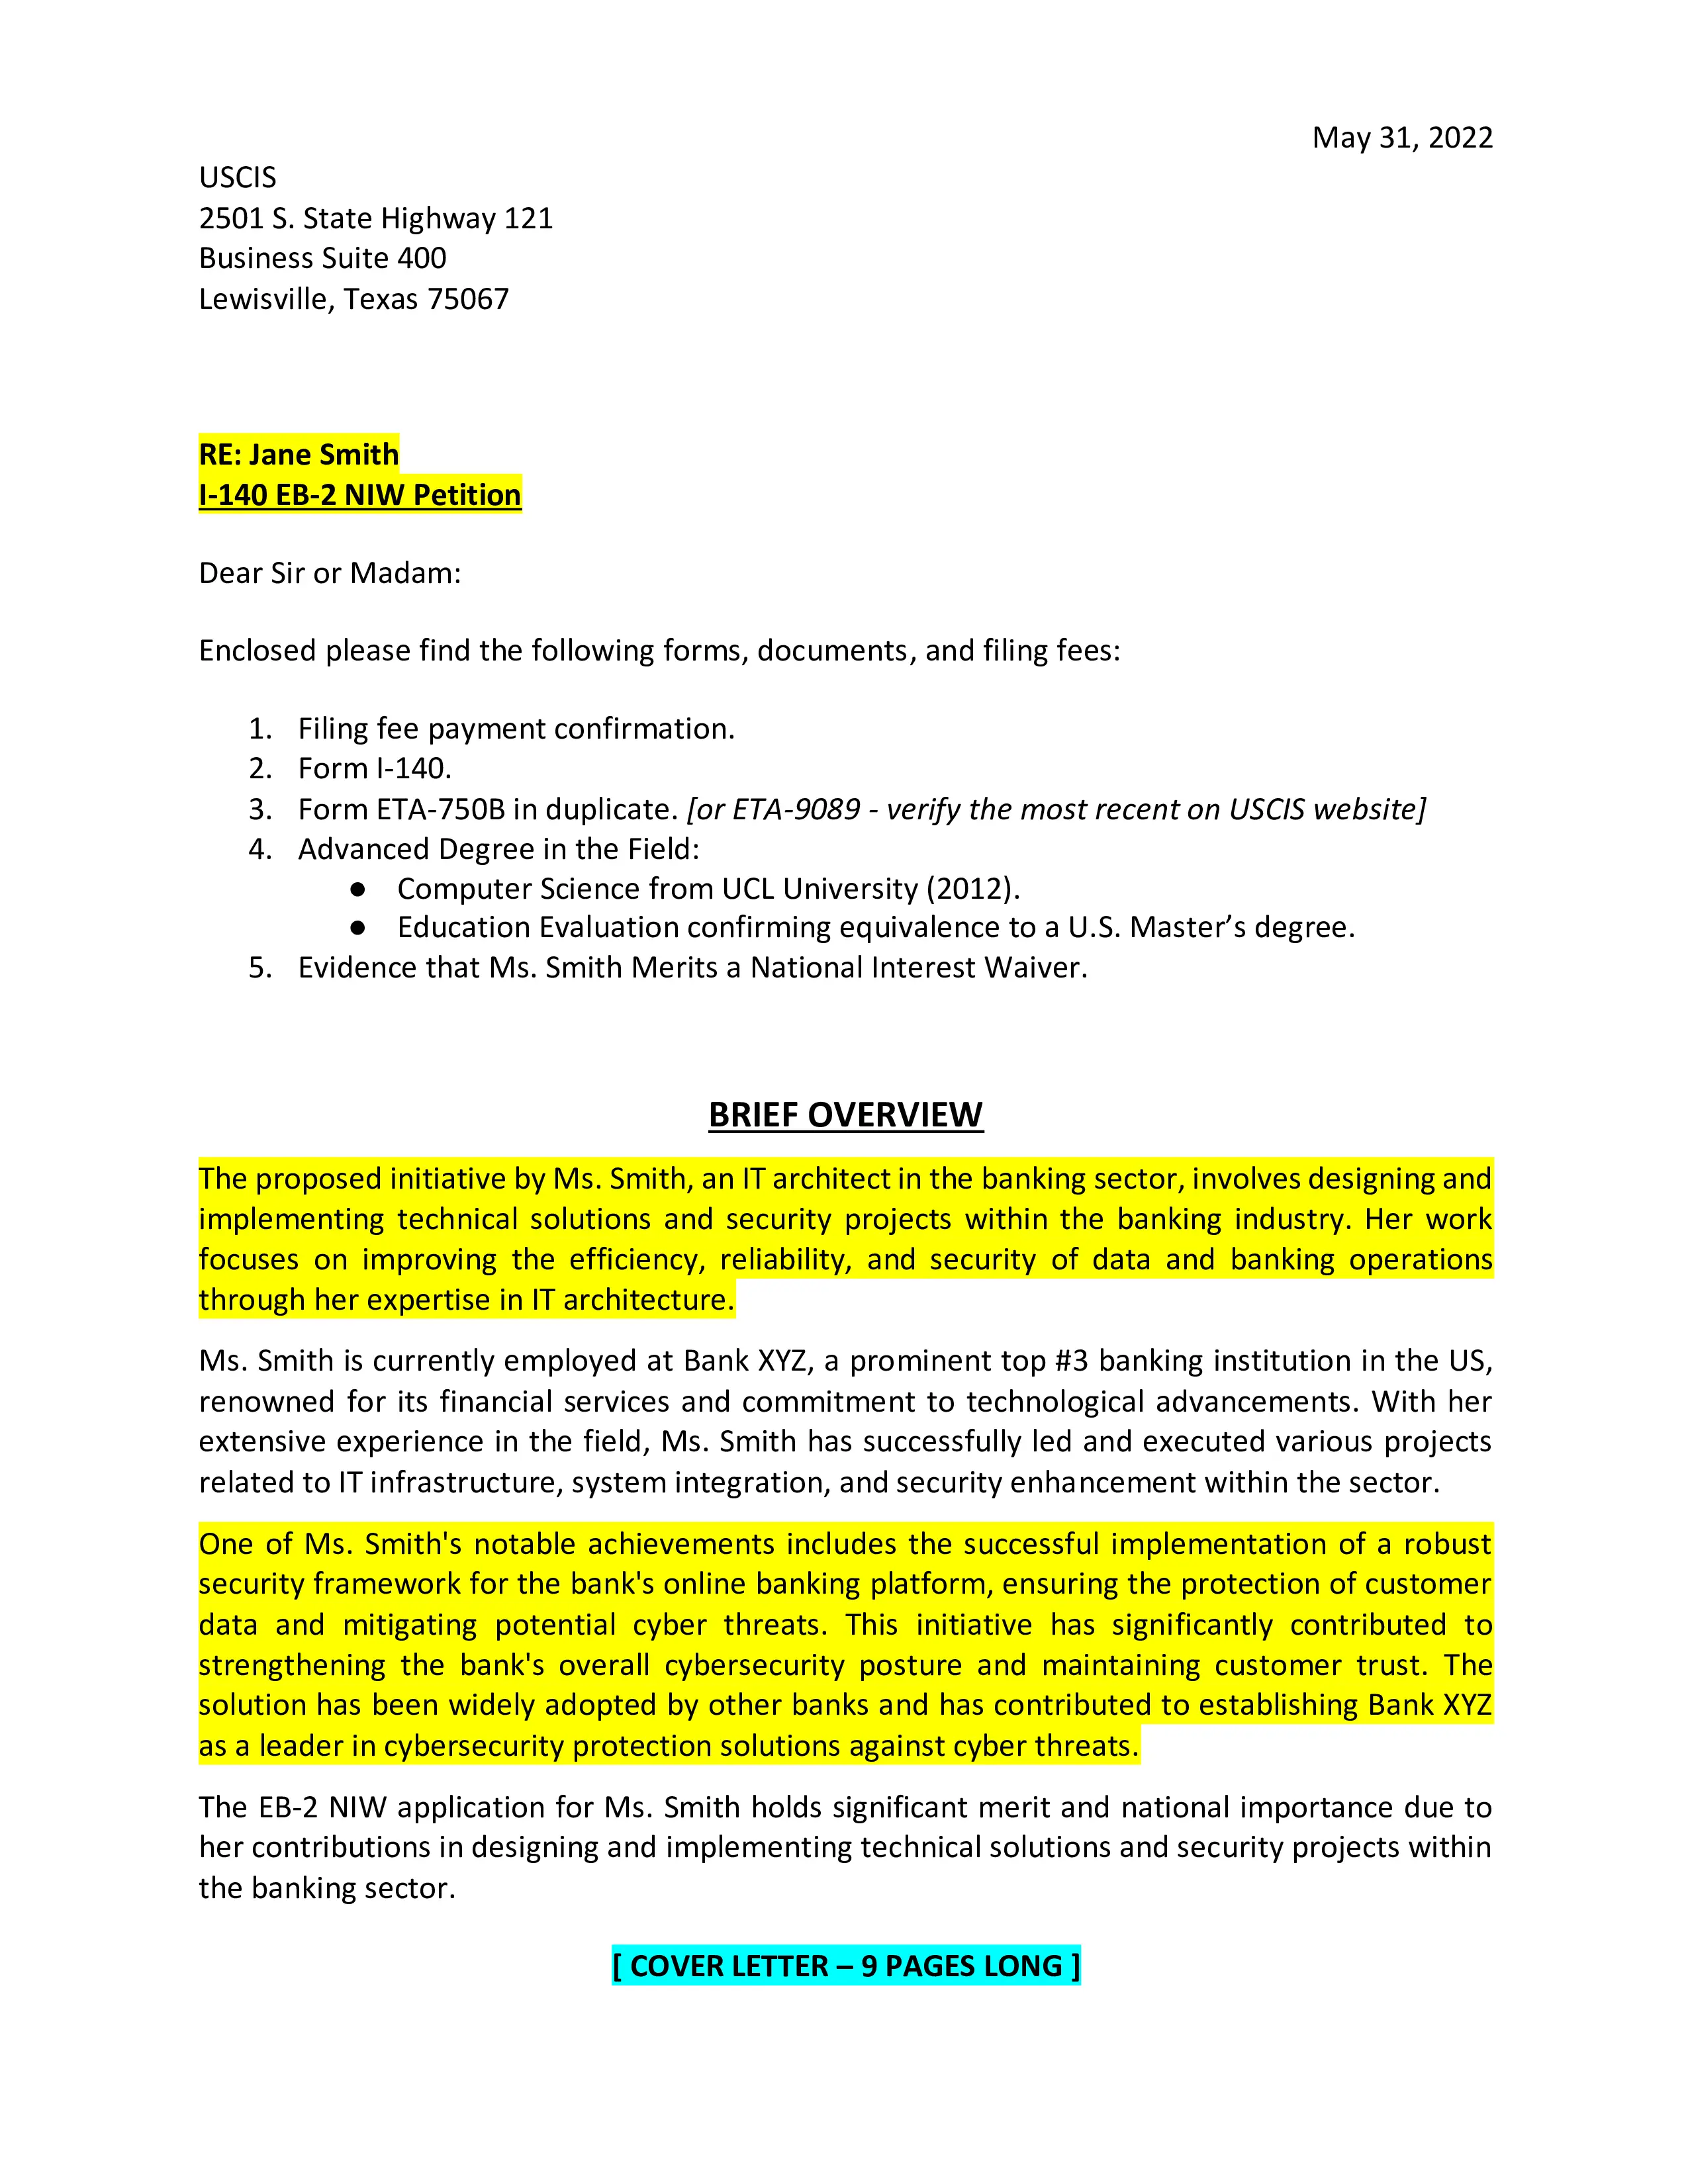 May 31, 2022
USCIS
2501 S. State Highway 121
Business Suite 400
Lewisville, Texas 75067
RE: Jane Smith
I-140 EB-2 NIW Petition
Dear Sir or Madam:
Enclosed please find the following forms, documents, and filing fees:
1. Filing fee payment confirmation.
2. Form I-140.
3. Form ETA-750B in duplicate. [or ETA-9089 - verify the most recent on USCIS website]
4. Advanced Degree in the Field:
● Computer Science from UCL University (2012).
● Education Evaluation confirming equivalence to a U.S. Master’s degree.
5. Evidence that Ms. Smith Merits a National Interest Waiver.
BRIEF OVERVIEW
The proposed initiative by Ms. Smith, an IT architect in the banking sector, involves designing and
implementing technical solutions and security projects within the banking industry. Her work
focuses on improving the efficiency, reliability, and security of data and banking operations
through her expertise in IT architecture.
Ms. Smith is currently employed at Bank XYZ, a prominent top #3 banking institution in the US,
renowned for its financial services and commitment to technological advancements. With her
extensive experience in the field, Ms. Smith has successfully led and executed various projects
related to IT infrastructure, system integration, and security enhancement within the sector.
One of Ms. Smith's notable achievements includes the successful implementation of a robust
security framework for the bank's online banking platform, ensuring the protection of customer
data and mitigating potential cyber threats. This initiative has significantly contributed to
strengthening the bank's overall cybersecurity posture and maintaining customer trust. The
solution has been widely adopted by other banks and has contributed to establishing Bank XYZ
as a leader in cybersecurity protection solutions against cyber threats.
The EB-2 NIW application for Ms. Smith holds significant merit and national importance due to
her contributions in designing and implementing technical solutions and security projects within
the banking sector.
[ COVER LETTER – 9 PAGES LONG ]